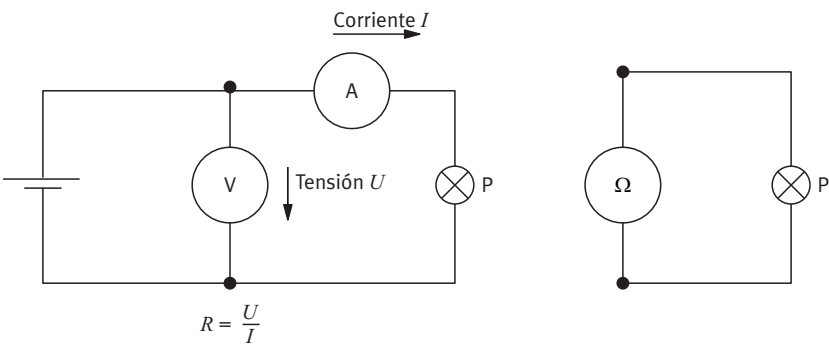 Corriente I
A
V
Tensión U
P
R = U/I
Ω
P